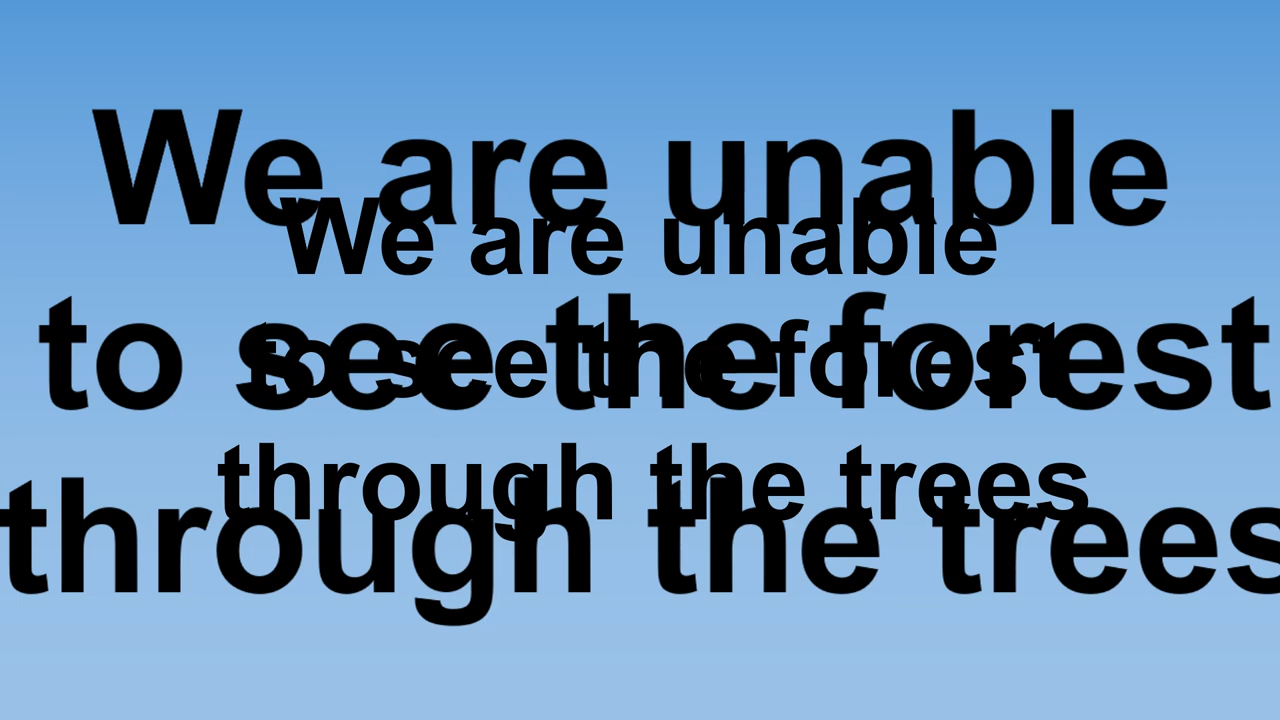 We are unable
We are unable
to see the forest
to see the forest
through the trees
through the trees